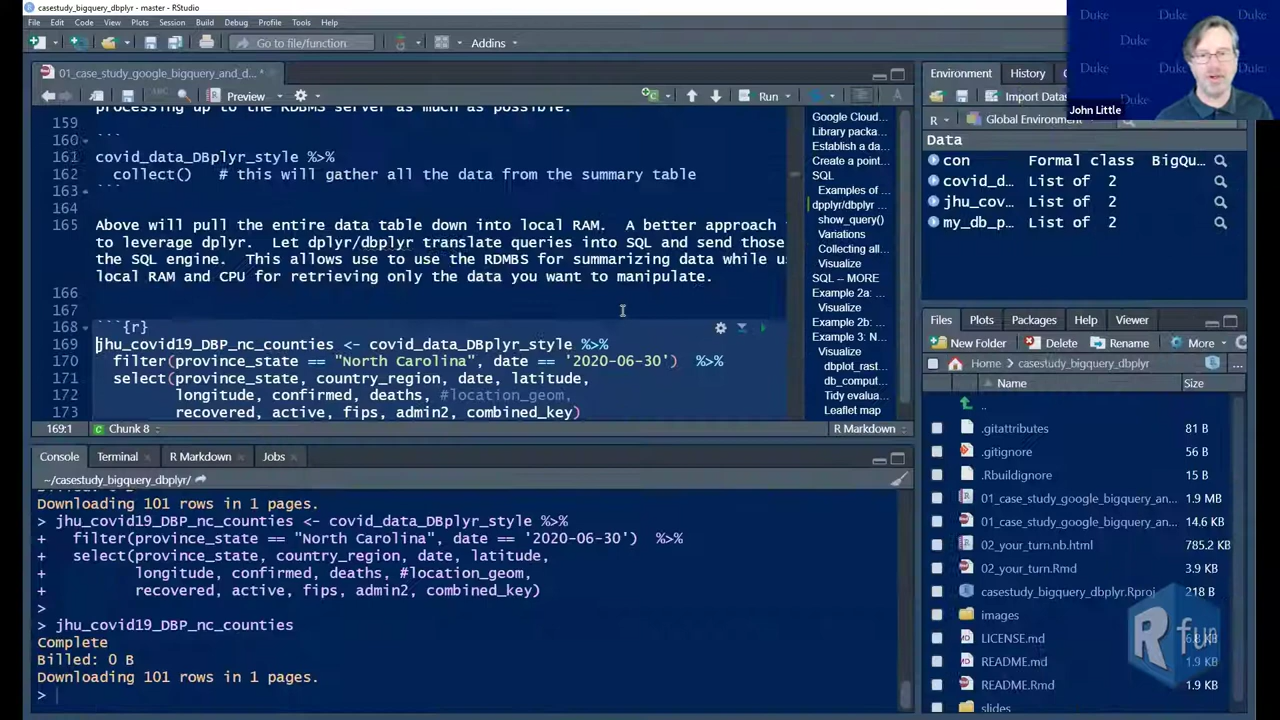 casestudy_bigquery_dbplyr - master - RStudio
File Edit Code View Plots Session Build Debug Profile Tools Help
Go to file/function
Addins
01_case_study_google_bigquery_and_d... *
Preview
Run
processing up to the RDBMS server as much as possible.
159
160 ```
161 covid_data_DBplyr_style %>%
162 collect() # this will gather all the data from the summary table
163 ```
164
165 Above will pull the entire data table down into local RAM. A better approach
to leverage dplyr. Let dplyr/dbplyr translate queries into SQL and send those
the SQL engine. This allows use to use the RDMBS for summarizing data while u
local RAM and CPU for retrieving only the data you want to manipulate.
166
167
168 ```{r}
169 jhu_covid19_DBP_nc_counties <- covid_data_DBplyr_style %>%
170 filter(province_state == "North Carolina", date == '2020-06-30') %>%
171 select(province_state, country_region, date, latitude,
172 longitude, confirmed, deaths, #location_geom,
173 recovered, active, fips, admin2, combined_key)
169:1 Chunk 8 R Markdown
Google Cloud...
Library packa...
Establish a da...
Create a point...
SQL
Examples of ...
dpplyr/dbplyr
show_query()
Variations
Collecting all...
Visualize
SQL -- MORE
Example 2a: ...
Visualize
Example 2b: ...
Example 3: N...
Visualize
dbplot_rast...
db_comput...
Tidy evalua...
Leaflet map
Console Terminal R Markdown Jobs
~/casestudy_bigquery_dbplyr/
Downloading 101 rows in 1 pages.
> jhu_covid19_DBP_nc_counties <- covid_data_DBplyr_style %>%
+ filter(province_state == "North Carolina", date == '2020-06-30') %>%
+ select(province_state, country_region, date, latitude,
+ longitude, confirmed, deaths, #location_geom,
+ recovered, active, fips, admin2, combined_key)
>
> jhu_covid19_DBP_nc_counties
Complete
Billed: 0 B
Downloading 101 rows in 1 pages.
>
Duke
Duke
Duke
John Little
Environment History
Import Datas
R Global Environment
Data
con Formal class BigQu...
covid_d... List of 2
jhu_cov... List of 2
my_db_p... List of 2
Files Plots Packages Help Viewer
New Folder Delete Rename More
Home casestudy_bigquery_dbplyr
Name Size
..
.gitattributes 81 B
.gitignore 56 B
.Rbuildignore 15 B
01_case_study_google_bigquery_an... 1.9 MB
01_case_study_google_bigquery_an... 14.6 KB
02_your_turn.nb.html 785.2 KB
02_your_turn.Rmd 3.9 KB
casestudy_bigquery_dbplyr.Rproj 218 B
images
LICENSE.md 6.8 KB
README.md 1.9 KB
README.Rmd 1.9 KB
slides
R fun